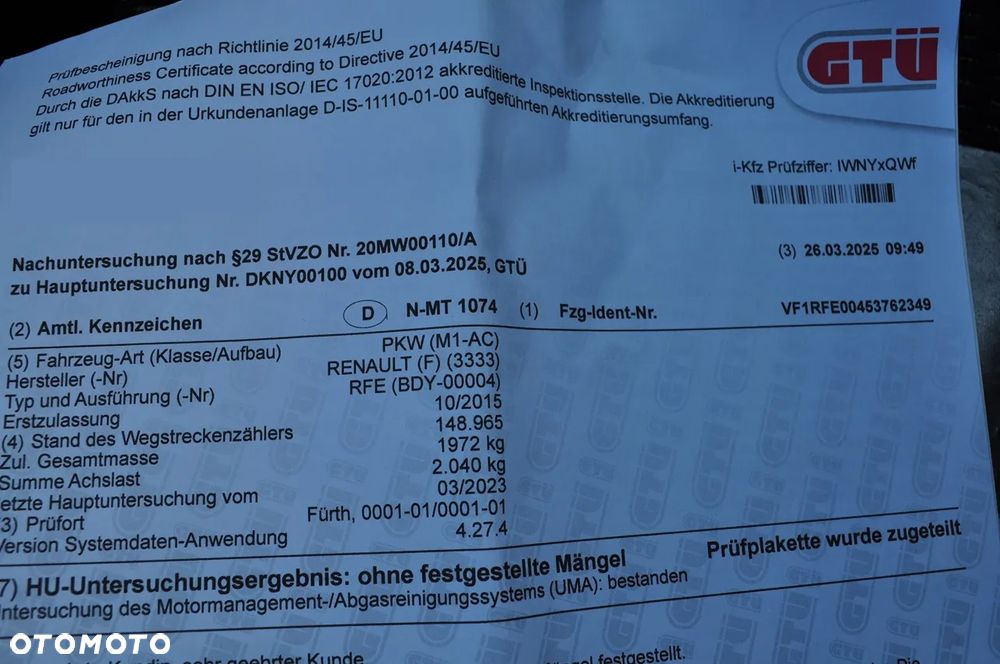 Prüfbescheinigung nach Richtlinie 2014/45/EU
Roadworthiness Certificate according to Directive 2014/45/EU
Durch die DAkkS nach DIN EN ISO/ IEC 17020:2012 akkreditierte Inspektionsstelle. Die Akkreditierung
gilt nur für den in der Urkundenanlage D-IS-11110-01-00 aufgeführten Akkreditierungsumfang.
GTÜ
i-Kfz Prüfziffer: IWNYxQWf
Nachuntersuchung nach §29 StVZO Nr. 20MW00110/A
(3) 26.03.2025 09:49
zu Hauptuntersuchung Nr. DKNY00100 vom 08.03.2025, GTÜ
(2) Amtl. Kennzeichen D N-MT 1074 (1) Fzg-Ident-Nr. VF1RFE00453762349
(5) Fahrzeug-Art (Klasse/Aufbau) PKW (M1-AC)
Hersteller (-Nr) RENAULT (F) (3333)
Typ und Ausführung (-Nr) RFE (BDY-00004)
Erstzulassung 10/2015
(4) Stand des Wegstreckenzählers 148.965
Zul. Gesamtmasse 1972 kg
Summe Achslast 2.040 kg
etzte Hauptuntersuchung vom 03/2023
3) Prüfort Fürth, 0001-01/0001-01
Version Systemdaten-Anwendung 4.27.4
7) HU-Untersuchungsergebnis: ohne festgestellte Mängel Prüfplakette wurde zugeteilt
ntersuchung des Motormanagement-/Abgasreinigungssystems (UMA): bestanden
sehr geehrter Kunde, festgestellt. Die
OTOMOTO